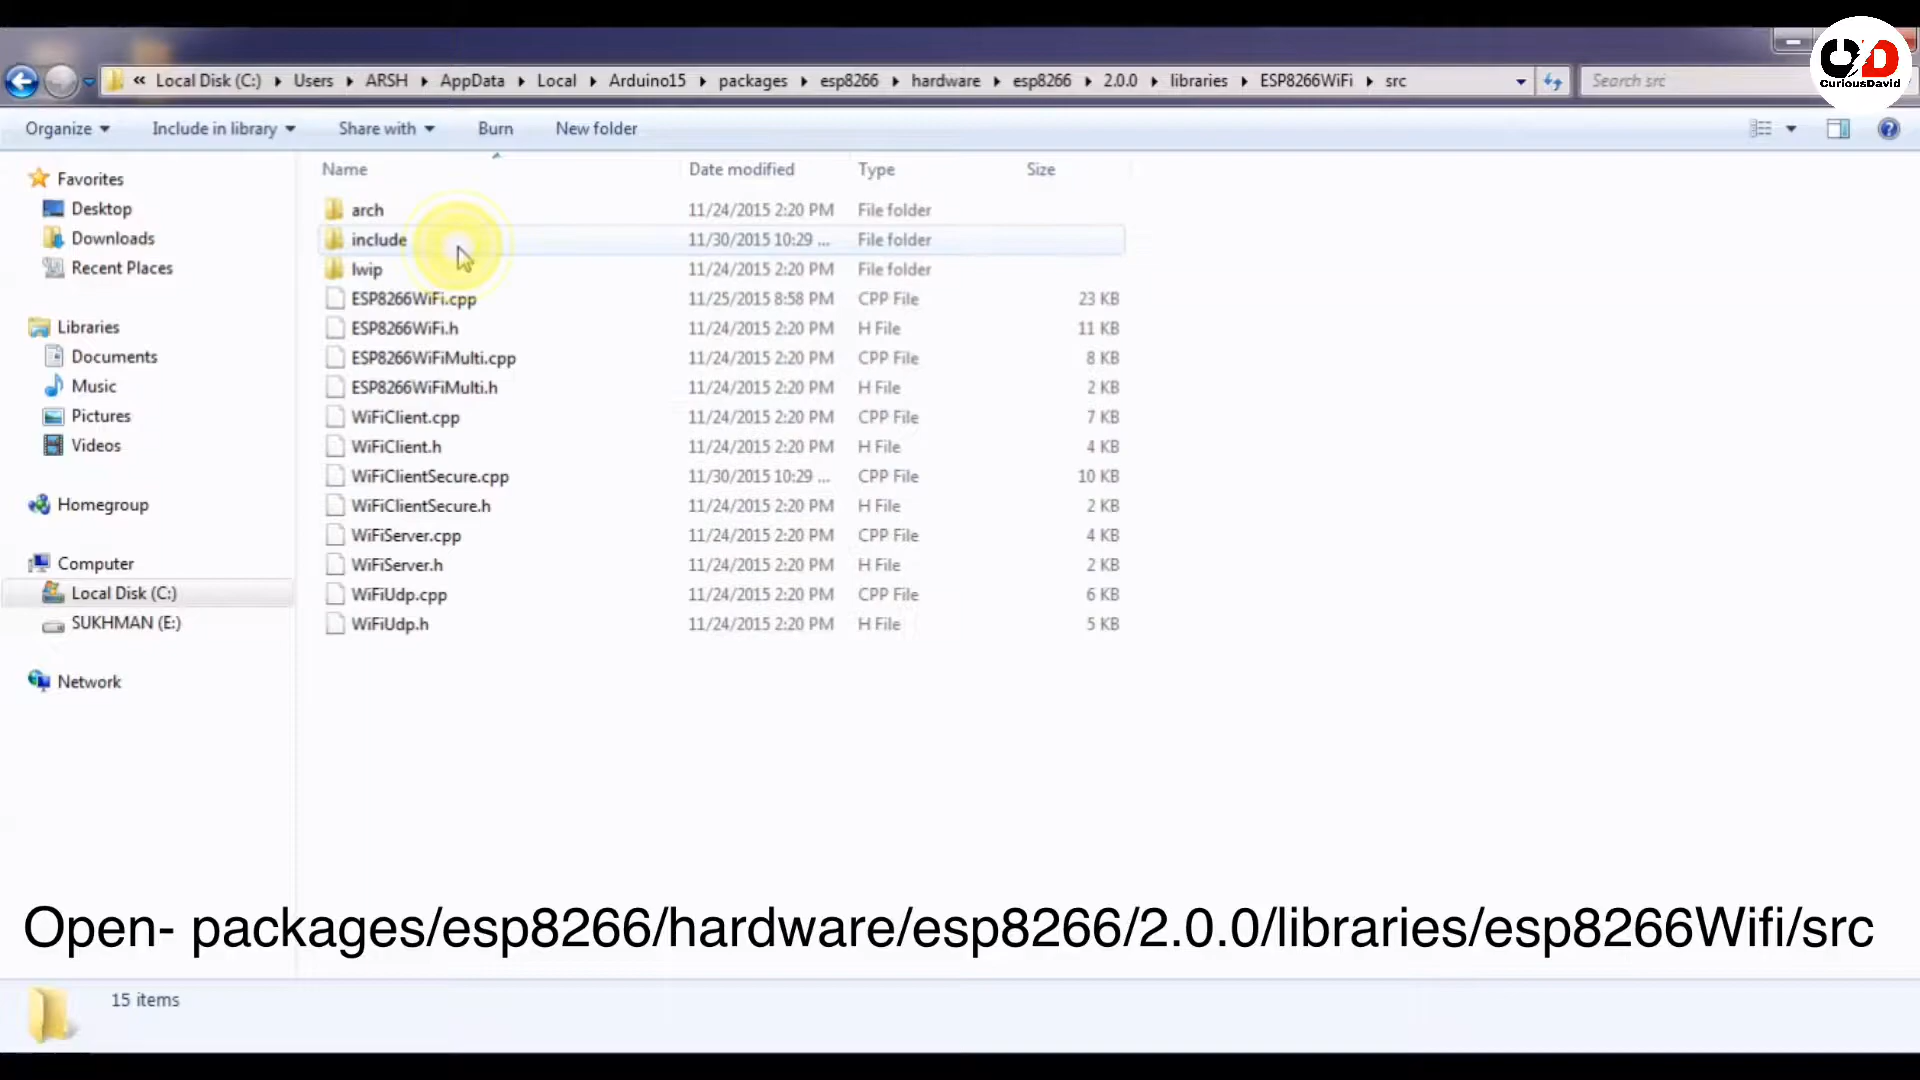 CD
CuriousDavid
« Local Disk (C:) Users ARSH AppData Local Arduino15 packages esp8266 hardware esp8266 2.0.0 libraries ESP8266WiFi src Search src
Organize Include in library Share with Burn New folder
Name Date modified Type Size
Favorites
Desktop
Downloads
Recent Places
Libraries
Documents
Music
Pictures
Videos
Homegroup
Computer
Local Disk (C:)
SUKHMAN (E:)
Network
arch 11/24/2015 2:20 PM File folder
include 11/30/2015 10:29 ... File folder
lwip 11/24/2015 2:20 PM File folder
ESP8266WiFi.cpp 11/25/2015 8:58 PM CPP File 23 KB
ESP8266WiFi.h 11/24/2015 2:20 PM H File 11 KB
ESP8266WiFiMulti.cpp 11/24/2015 2:20 PM CPP File 8 KB
ESP8266WiFiMulti.h 11/24/2015 2:20 PM H File 2 KB
WiFiClient.cpp 11/24/2015 2:20 PM CPP File 7 KB
WiFiClient.h 11/24/2015 2:20 PM H File 4 KB
WiFiClientSecure.cpp 11/30/2015 10:29 ... CPP File 10 KB
WiFiClientSecure.h 11/24/2015 2:20 PM H File 2 KB
WiFiServer.cpp 11/24/2015 2:20 PM CPP File 4 KB
WiFiServer.h 11/24/2015 2:20 PM H File 2 KB
WiFiUdp.cpp 11/24/2015 2:20 PM CPP File 6 KB
WiFiUdp.h 11/24/2015 2:20 PM H File 5 KB
Open- packages/esp8266/hardware/esp8266/2.0.0/libraries/esp8266Wifi/src
15 items